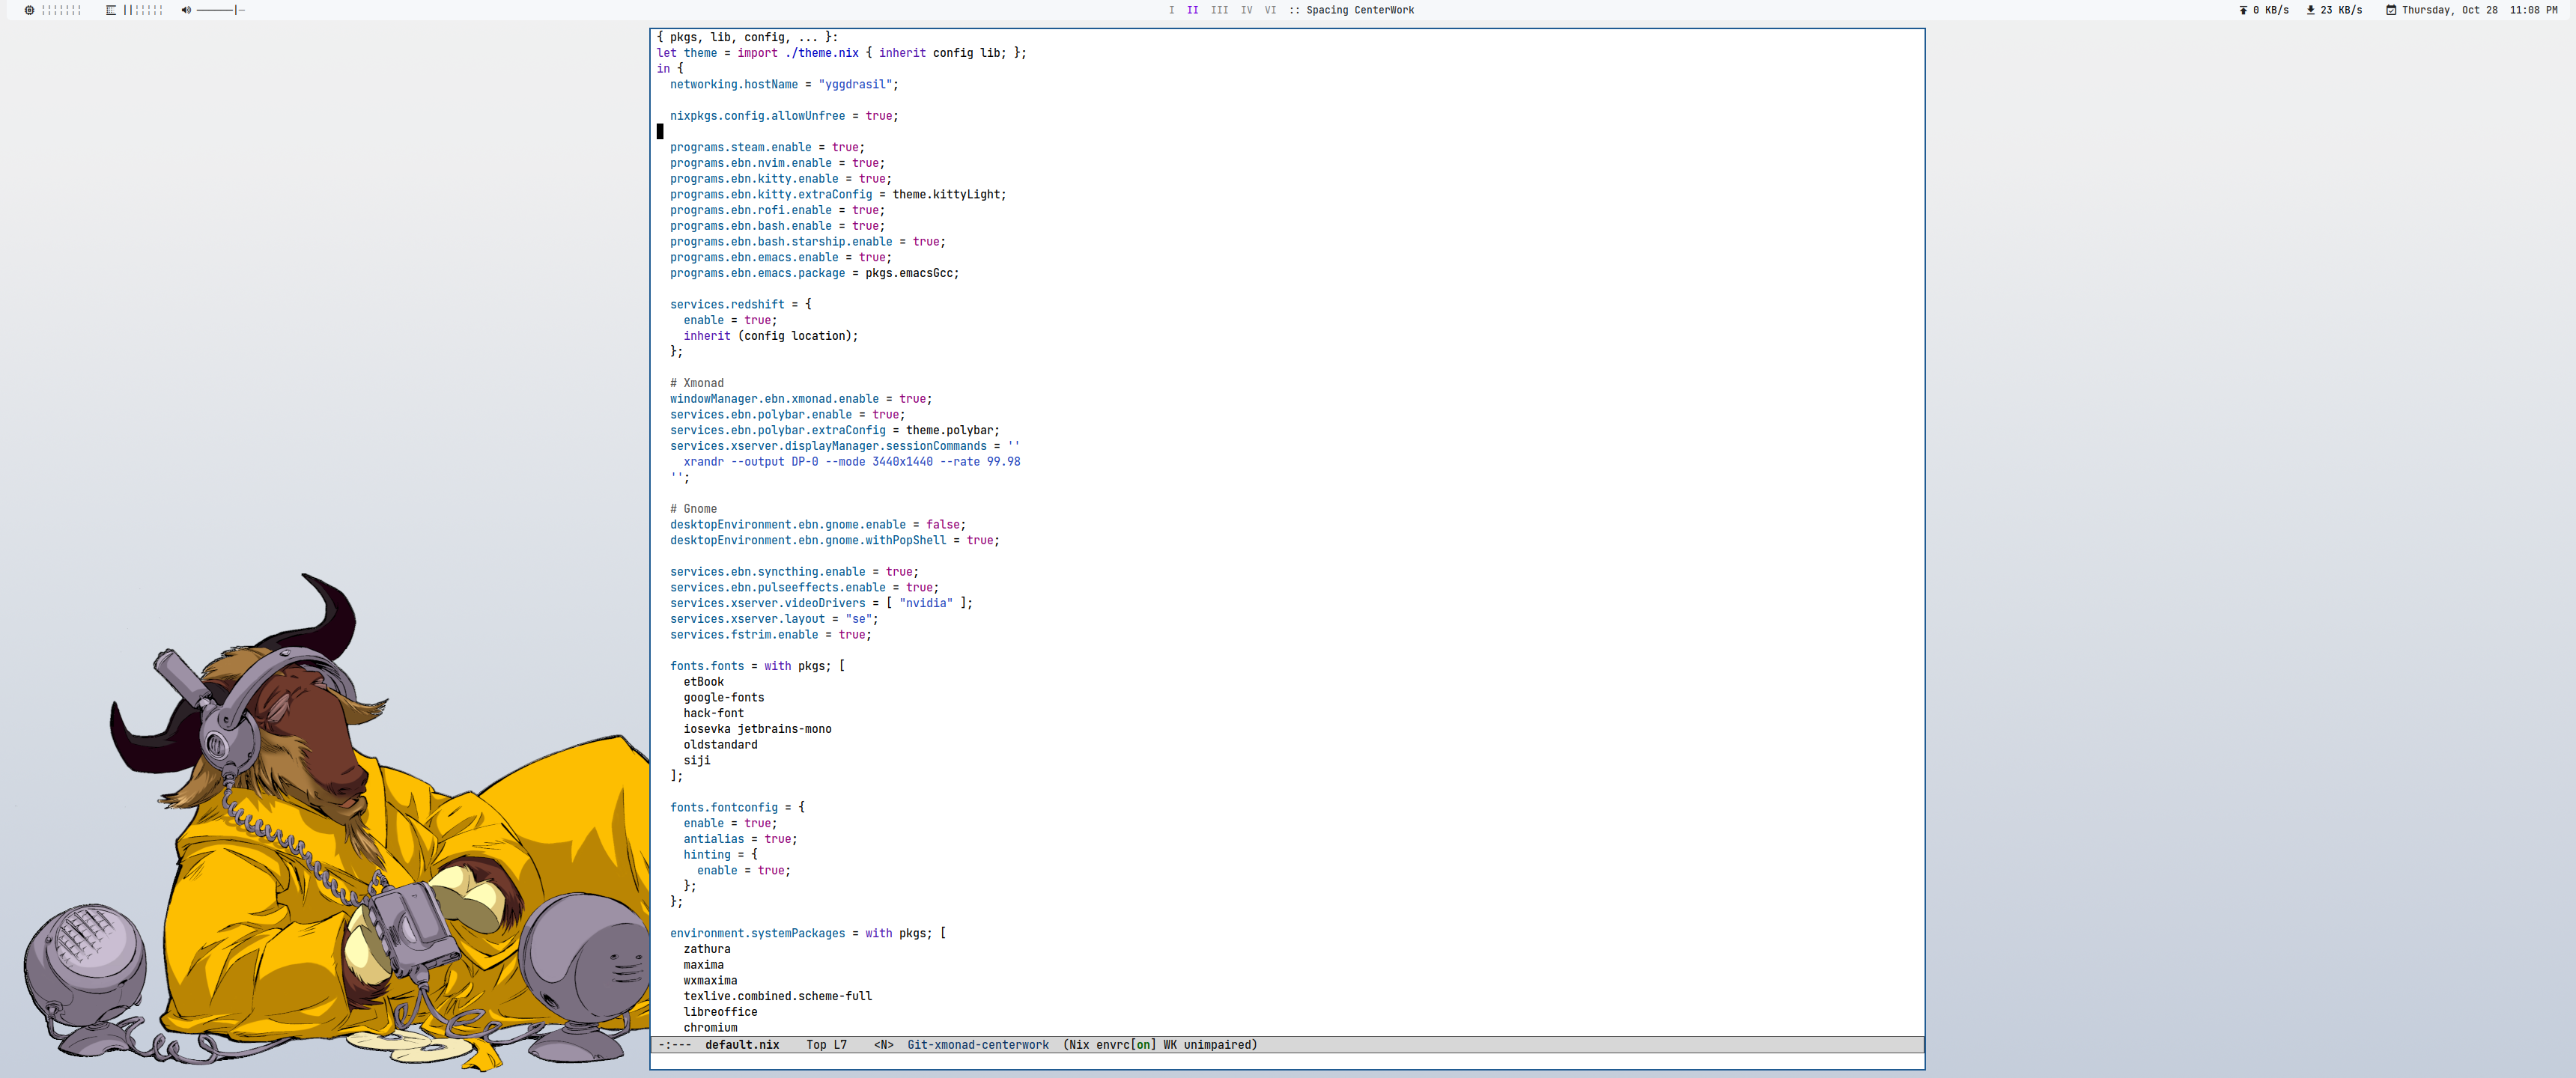 I II III IV VI :: Spacing CenterWork
0 KB/s 23 KB/s Thursday, Oct 28 11:08 PM
{ pkgs, lib, config, ... }:
let theme = import ./theme.nix { inherit config lib; };
in {
  networking.hostName = "yggdrasil";

  nixpkgs.config.allowUnfree = true;

  programs.steam.enable = true;
  programs.ebn.nvim.enable = true;
  programs.ebn.kitty.enable = true;
  programs.ebn.kitty.extraConfig = theme.kittyLight;
  programs.ebn.rofi.enable = true;
  programs.ebn.bash.enable = true;
  programs.ebn.bash.starship.enable = true;
  programs.ebn.emacs.enable = true;
  programs.ebn.emacs.package = pkgs.emacsGcc;

  services.redshift = {
    enable = true;
    inherit (config location);
  };

  # Xmonad
  windowManager.ebn.xmonad.enable = true;
  services.ebn.polybar.enable = true;
  services.ebn.polybar.extraConfig = theme.polybar;
  services.xserver.displayManager.sessionCommands = ''
    xrandr --output DP-0 --mode 3440x1440 --rate 99.98
  '';

  # Gnome
  desktopEnvironment.ebn.gnome.enable = false;
  desktopEnvironment.ebn.gnome.withPopShell = true;

  services.ebn.syncthing.enable = true;
  services.ebn.pulseeffects.enable = true;
  services.xserver.videoDrivers = [ "nvidia" ];
  services.xserver.layout = "se";
  services.fstrim.enable = true;

  fonts.fonts = with pkgs; [
    etBook
    google-fonts
    hack-font
    iosevka jetbrains-mono
    oldstandard
    siji
  ];

  fonts.fontconfig = {
    enable = true;
    antialias = true;
    hinting = {
      enable = true;
    };
  };

  environment.systemPackages = with pkgs; [
    zathura
    maxima
    wxmaxima
    texlive.combined.scheme-full
    libreoffice
    chromium
-:--- default.nix Top L7 <N> Git-xmonad-centerwork (Nix envrc[on] WK unimpaired)